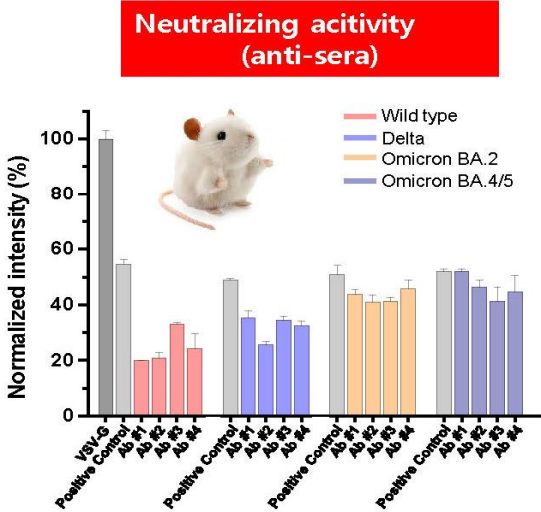 Neutralizing acitivity
(anti-sera)
Wild type
Delta
Omicron BA.2
Omicron BA.4/5
Normalized intensity (%)
100
80
60
40
20
0
VSV-G
Positive Control
Ab #1
Ab #2
Ab #3
Ab #4
Positive Control
Ab #1
Ab #2
Ab #3
Ab #4
Positive Control
Ab #1
Ab #2
Ab #3
Ab #4
Positive Control
Ab #1
Ab #2
Ab #3
Ab #4